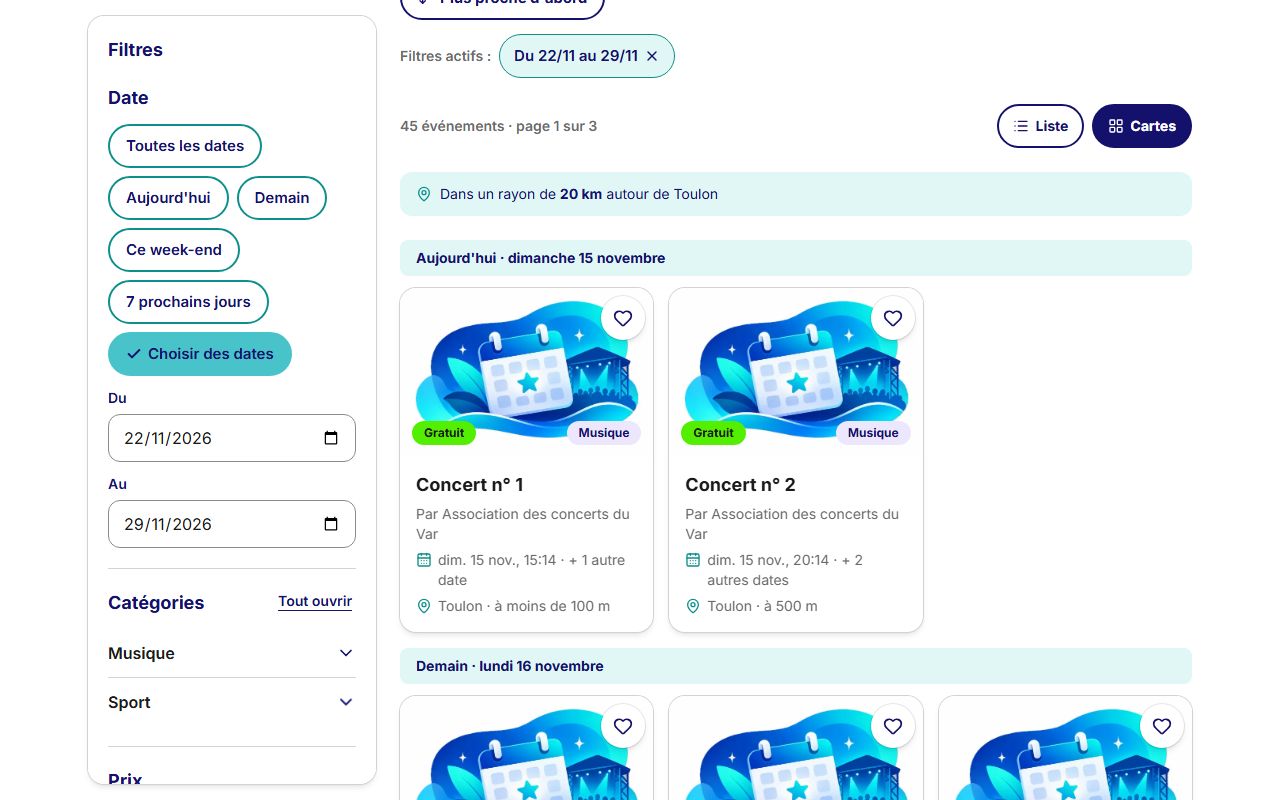 Plus proche d'abord
Filtres
Filtres actifs : Du 22/11 au 29/11
Date
Toutes les dates
Aujourd'hui Demain
Ce week-end
7 prochains jours
Choisir des dates
Du
22/11/2026
Au
29/11/2026
Catégories Tout ouvrir
Musique
Sport
Prix
45 événements · page 1 sur 3
Liste Cartes
Dans un rayon de 20 km autour de Toulon
Aujourd'hui · dimanche 15 novembre
Gratuit Musique
Concert n° 1
Par Association des concerts du
Var
dim. 15 nov., 15:14 · + 1 autre
date
Toulon · à moins de 100 m
Gratuit Musique
Concert n° 2
Par Association des concerts du
Var
dim. 15 nov., 20:14 · + 2
autres dates
Toulon · à 500 m
Demain · lundi 16 novembre